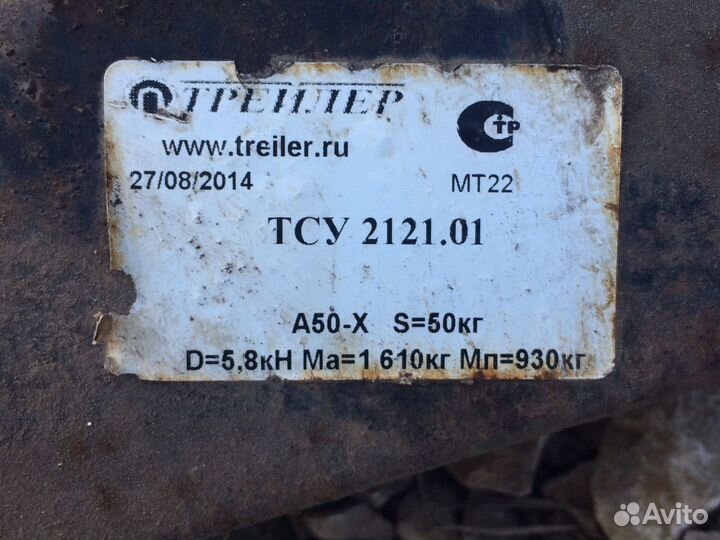 ТРЕЙЛЕР
www.treiler.ru
27/08/2014
МТ22
ТСУ 2121.01
А50-Х S=50кг
D=5,8кН Ма=1 610кг Мп=930кг
Avito